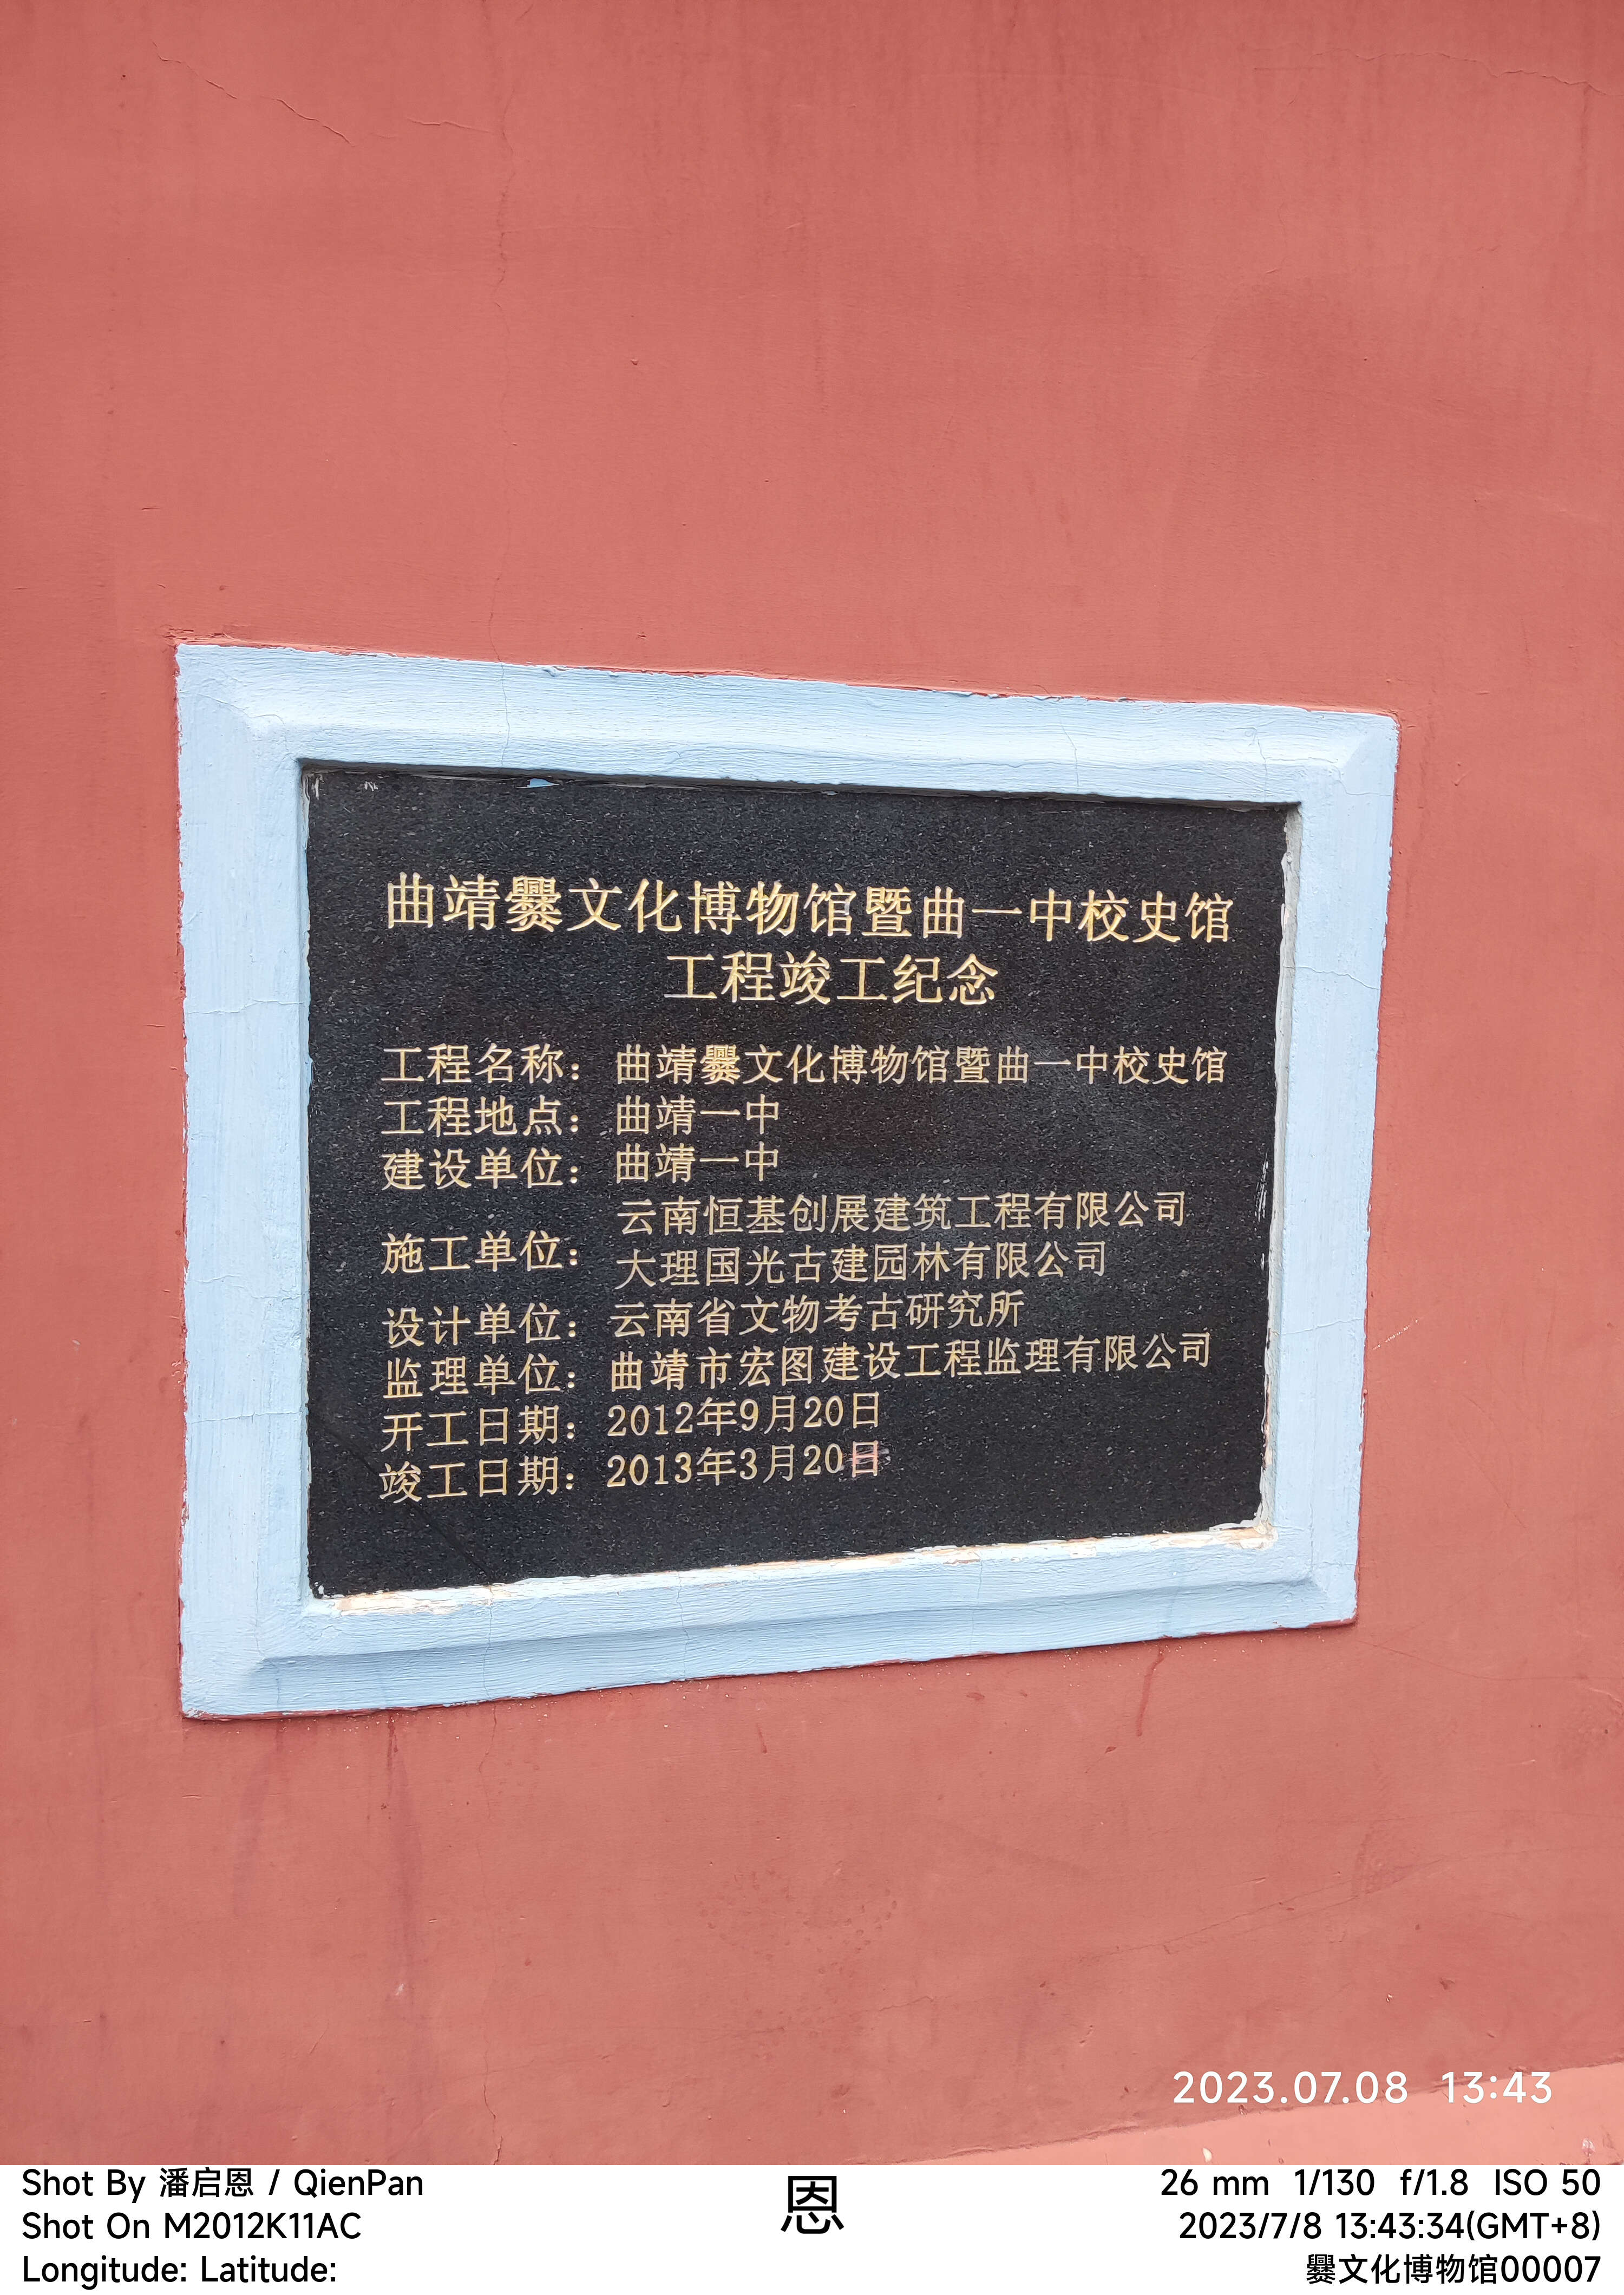 曲靖爨文化博物馆暨曲一中校史馆
工程竣工纪念
工程名称：曲靖爨文化博物馆暨曲一中校史馆
工程地点：曲靖一中
建设单位：曲靖一中
施工单位：云南恒基创展建筑工程有限公司
大理国光古建园林有限公司
设计单位：云南省文物考古研究所
监理单位：曲靖市宏图建设工程监理有限公司
开工日期：2012年9月20日
竣工日期：2013年3月20日
2023.07.08 13:43
Shot By 潘启恩 / QienPan
Shot On M2012K11AC
Longitude: Latitude:
恩
26 mm 1/130 f/1.8 ISO 50
2023/7/8 13:43:34(GMT+8)
爨文化博物馆00007